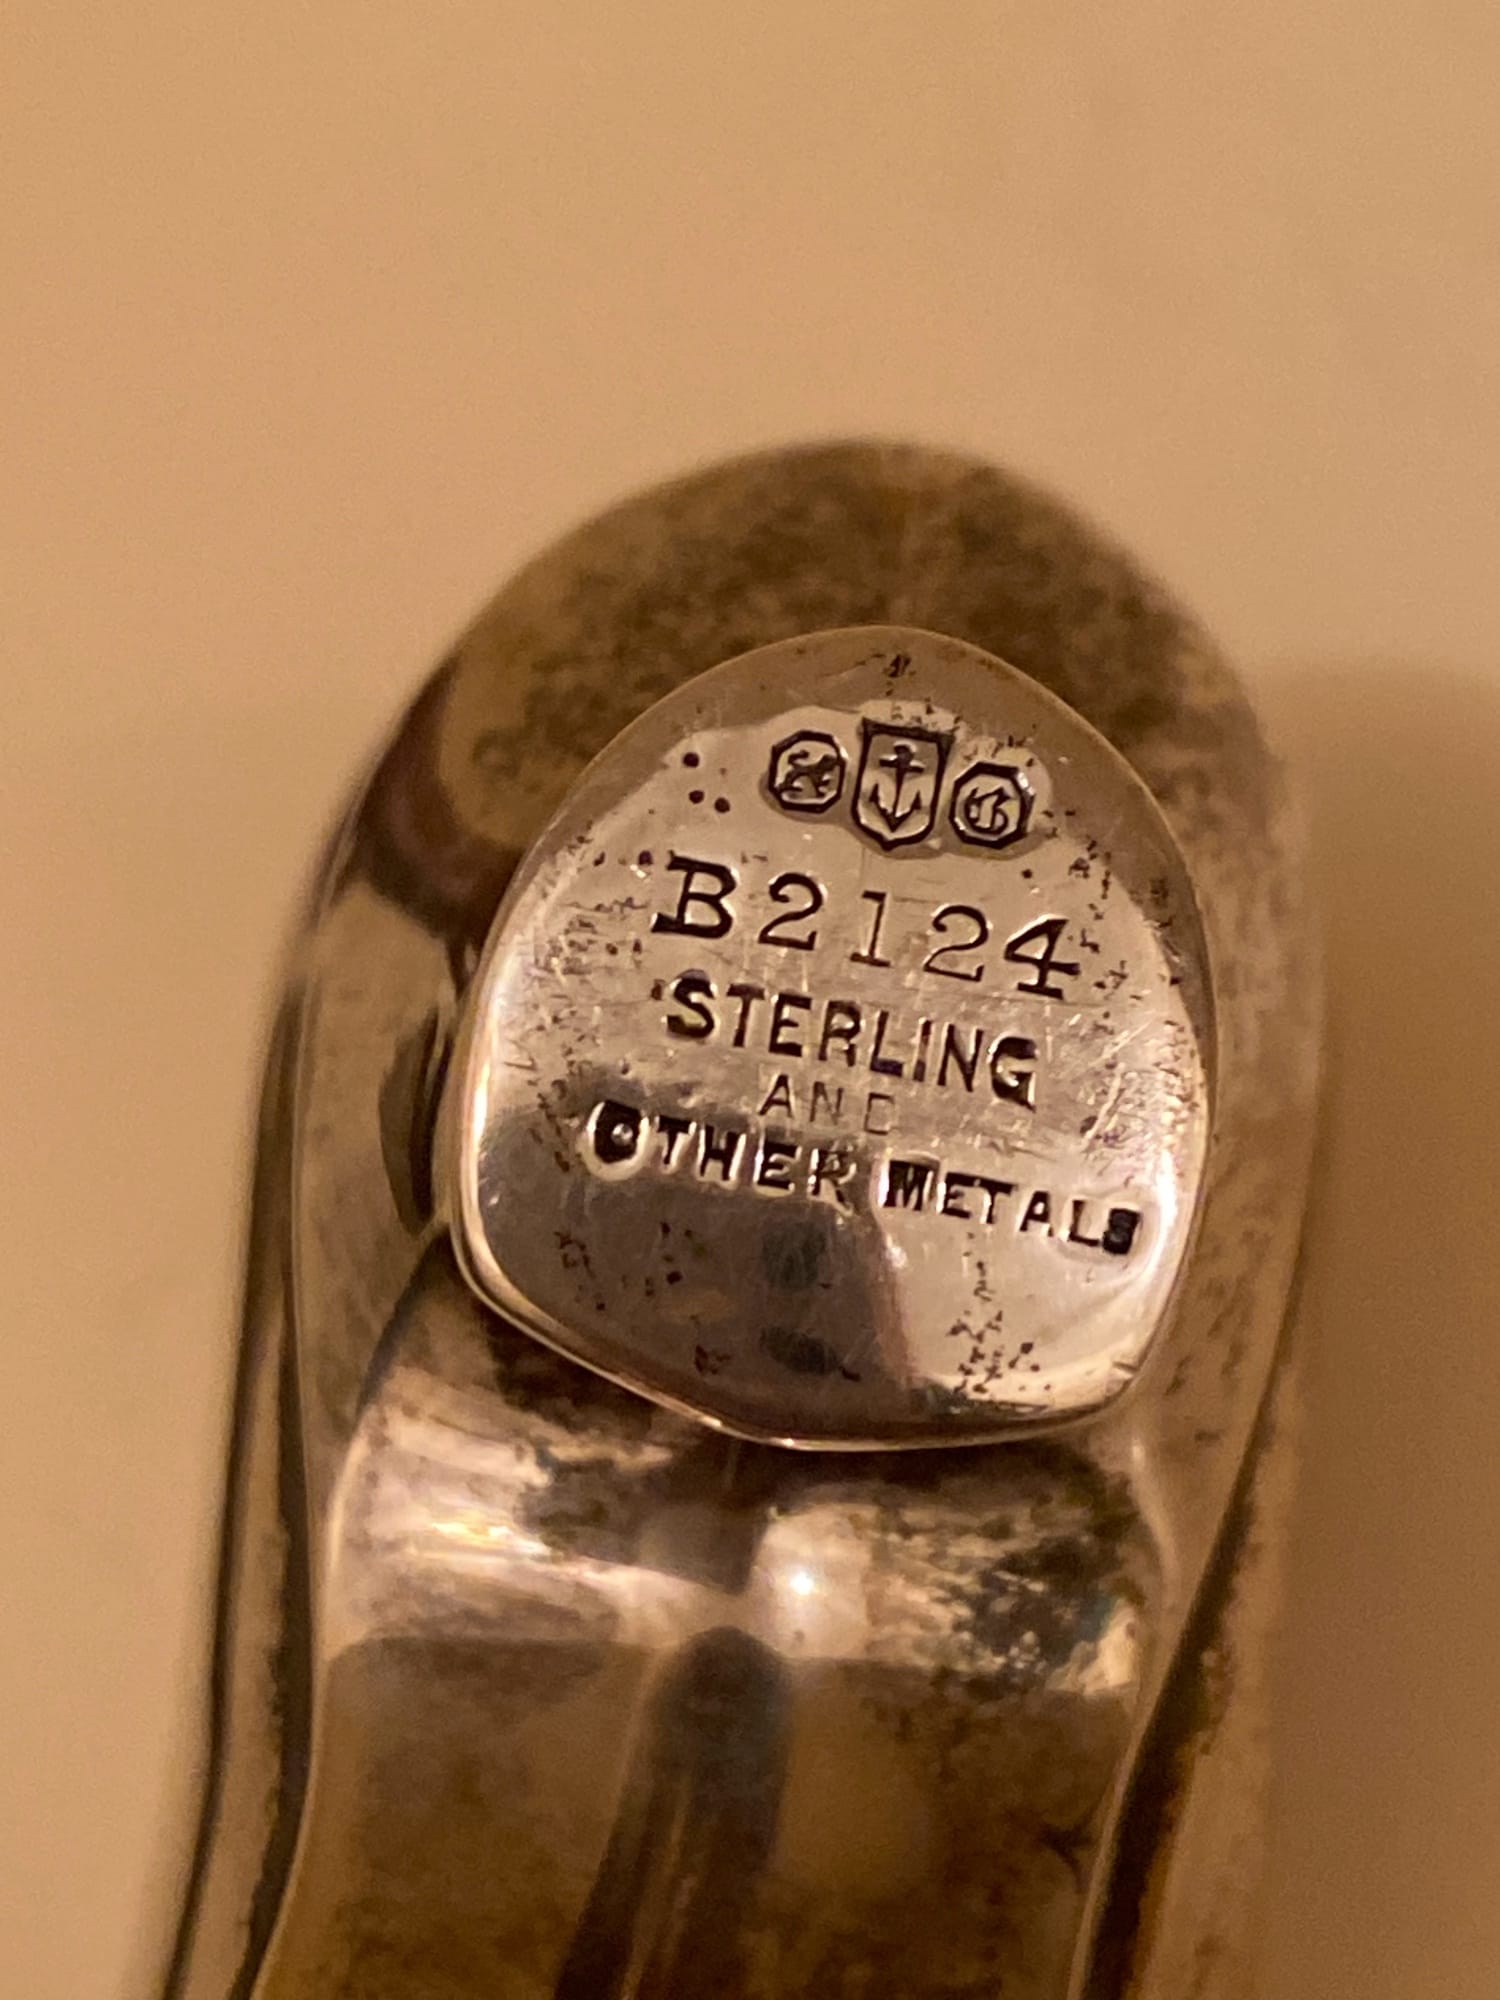 B2124
STERLING
AND
OTHER METALS